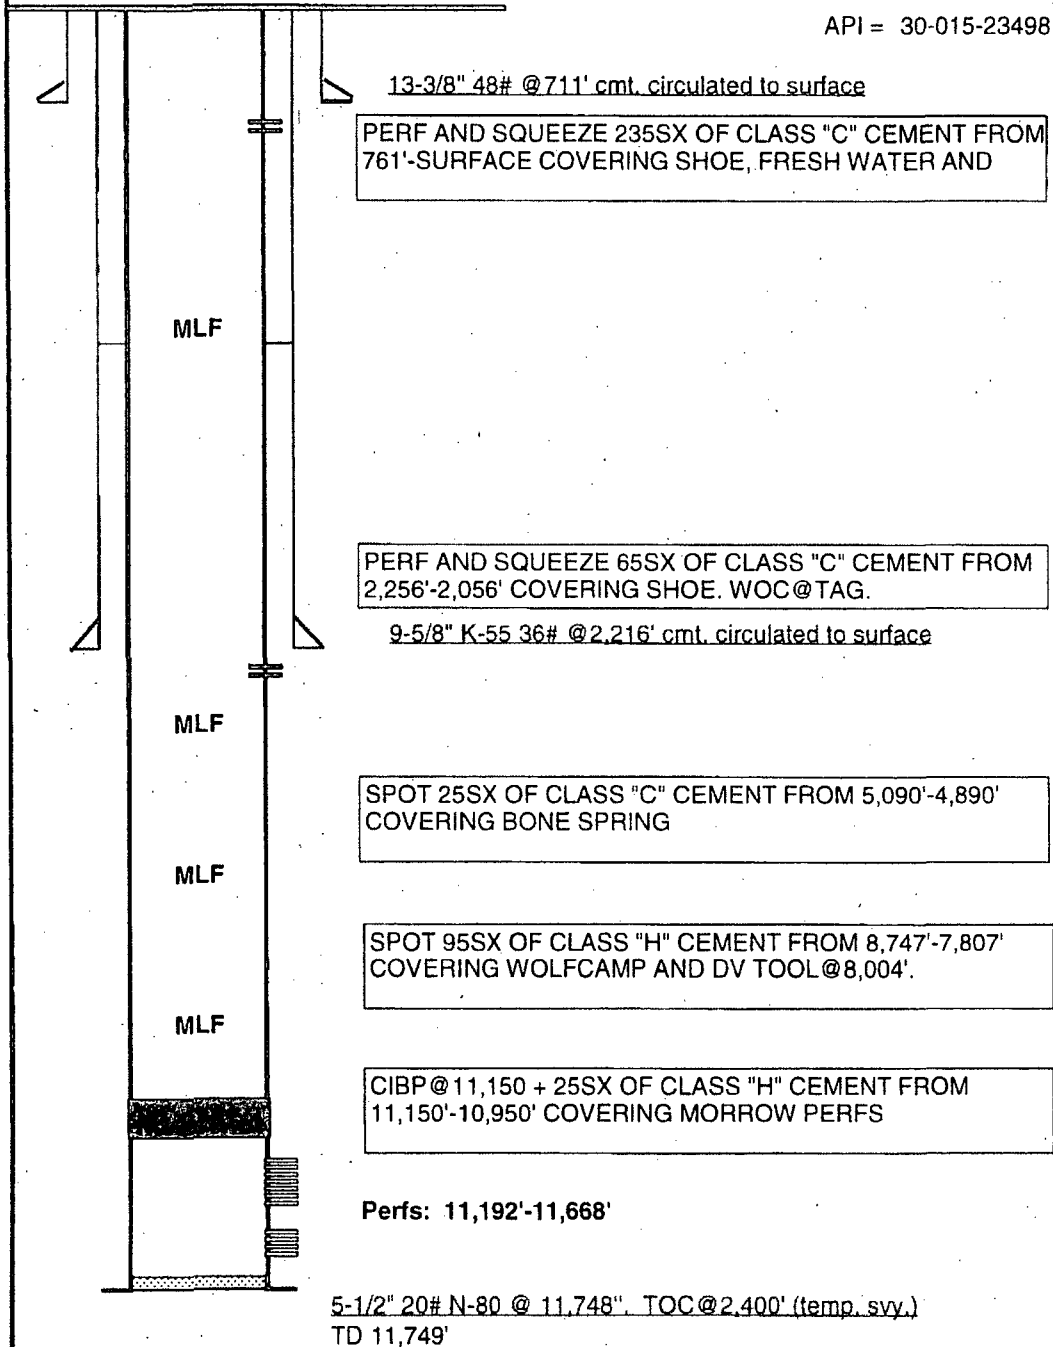 API = 30-015-23498
13-3/8" 48# @711' cmt. circulated to surface
PERF AND SQUEEZE 235SX OF CLASS "C" CEMENT FROM
761'-SURFACE COVERING SHOE, FRESH WATER AND
MLF
PERF AND SQUEEZE 65SX OF CLASS "C" CEMENT FROM
2,256'-2,056' COVERING SHOE. WOC@TAG.
9-5/8" K-55 36# @2,216' cmt. circulated to surface
MLF
SPOT 25SX OF CLASS "C" CEMENT FROM 5,090'-4,890'
COVERING BONE SPRING
MLF
SPOT 95SX OF CLASS "H" CEMENT FROM 8,747'-7,807'
COVERING WOLFCAMP AND DV TOOL@8,004'.
MLF
CIBP@11,150 + 25SX OF CLASS "H" CEMENT FROM
11,150'-10,950' COVERING MORROW PERFS
Perfs: 11,192'-11,668'
5-1/2" 20# N-80 @ 11,748". TOC@2,400' (temp. svy.)
TD 11,749'